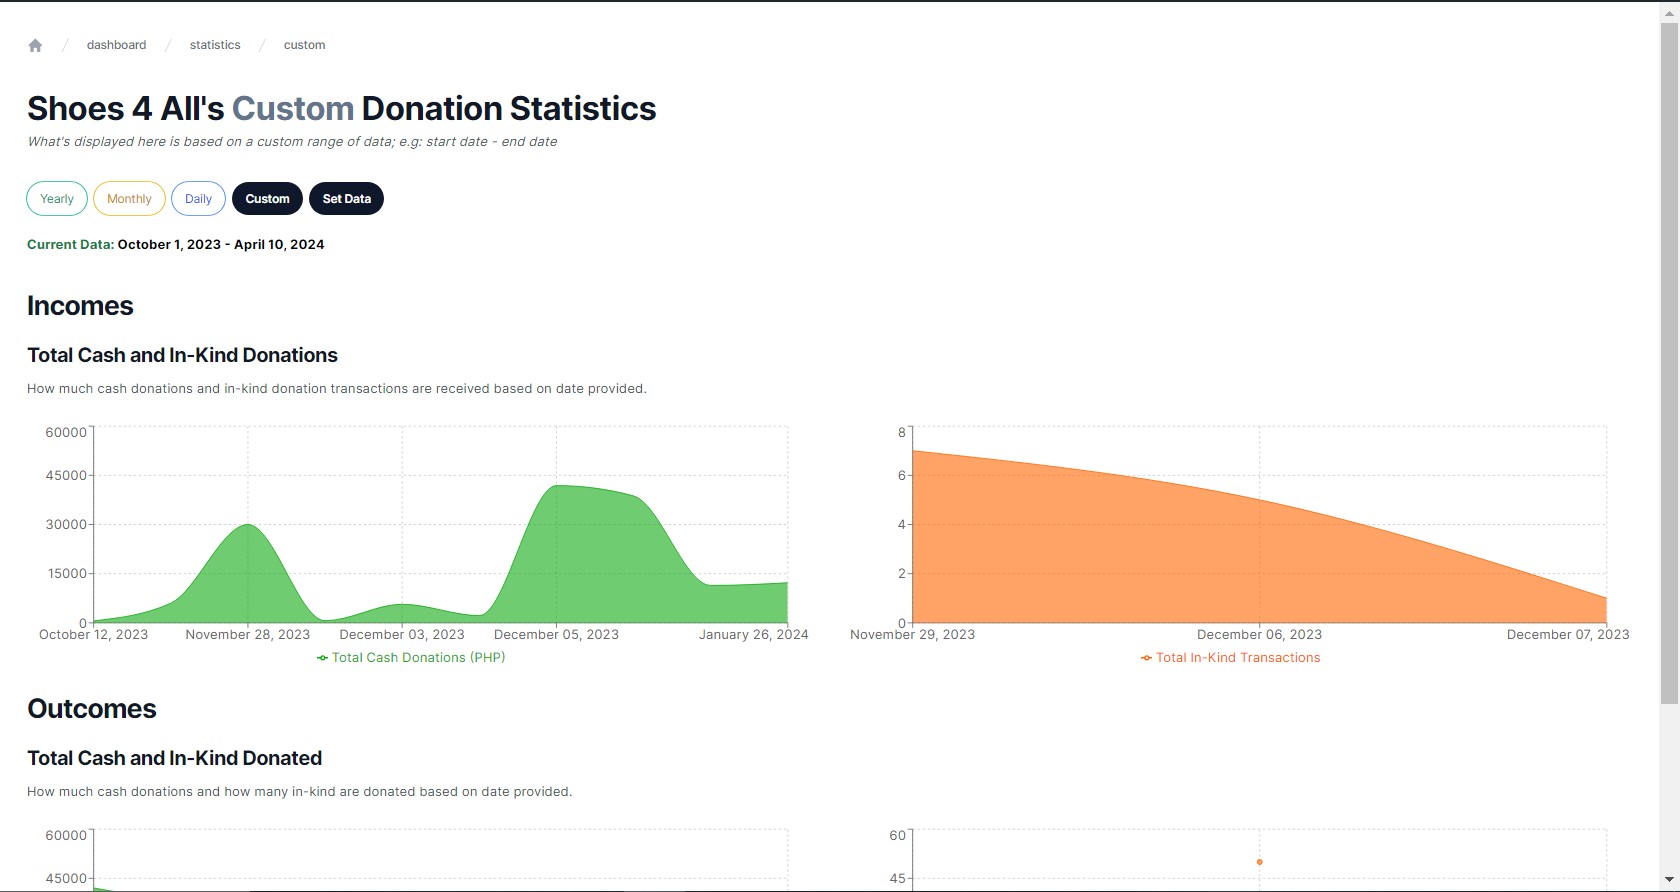 dashboard / statistics / custom
Shoes 4 All's Custom Donation Statistics
What's displayed here is based on a custom range of data; e.g: start date - end date
Yearly Monthly Daily Custom Set Data
Current Data: October 1, 2023 - April 10, 2024
Incomes
Total Cash and In-Kind Donations
How much cash donations and in-kind donation transactions are received based on date provided.
60000
45000
30000
15000
0
October 12, 2023 November 28, 2023 December 03, 2023 December 05, 2023 January 26, 2024
Total Cash Donations (PHP)
8
6
4
2
0
November 29, 2023 December 06, 2023 December 07, 2023
Total In-Kind Transactions
Outcomes
Total Cash and In-Kind Donated
How much cash donations and how many in-kind are donated based on date provided.
60000
45000
60
45